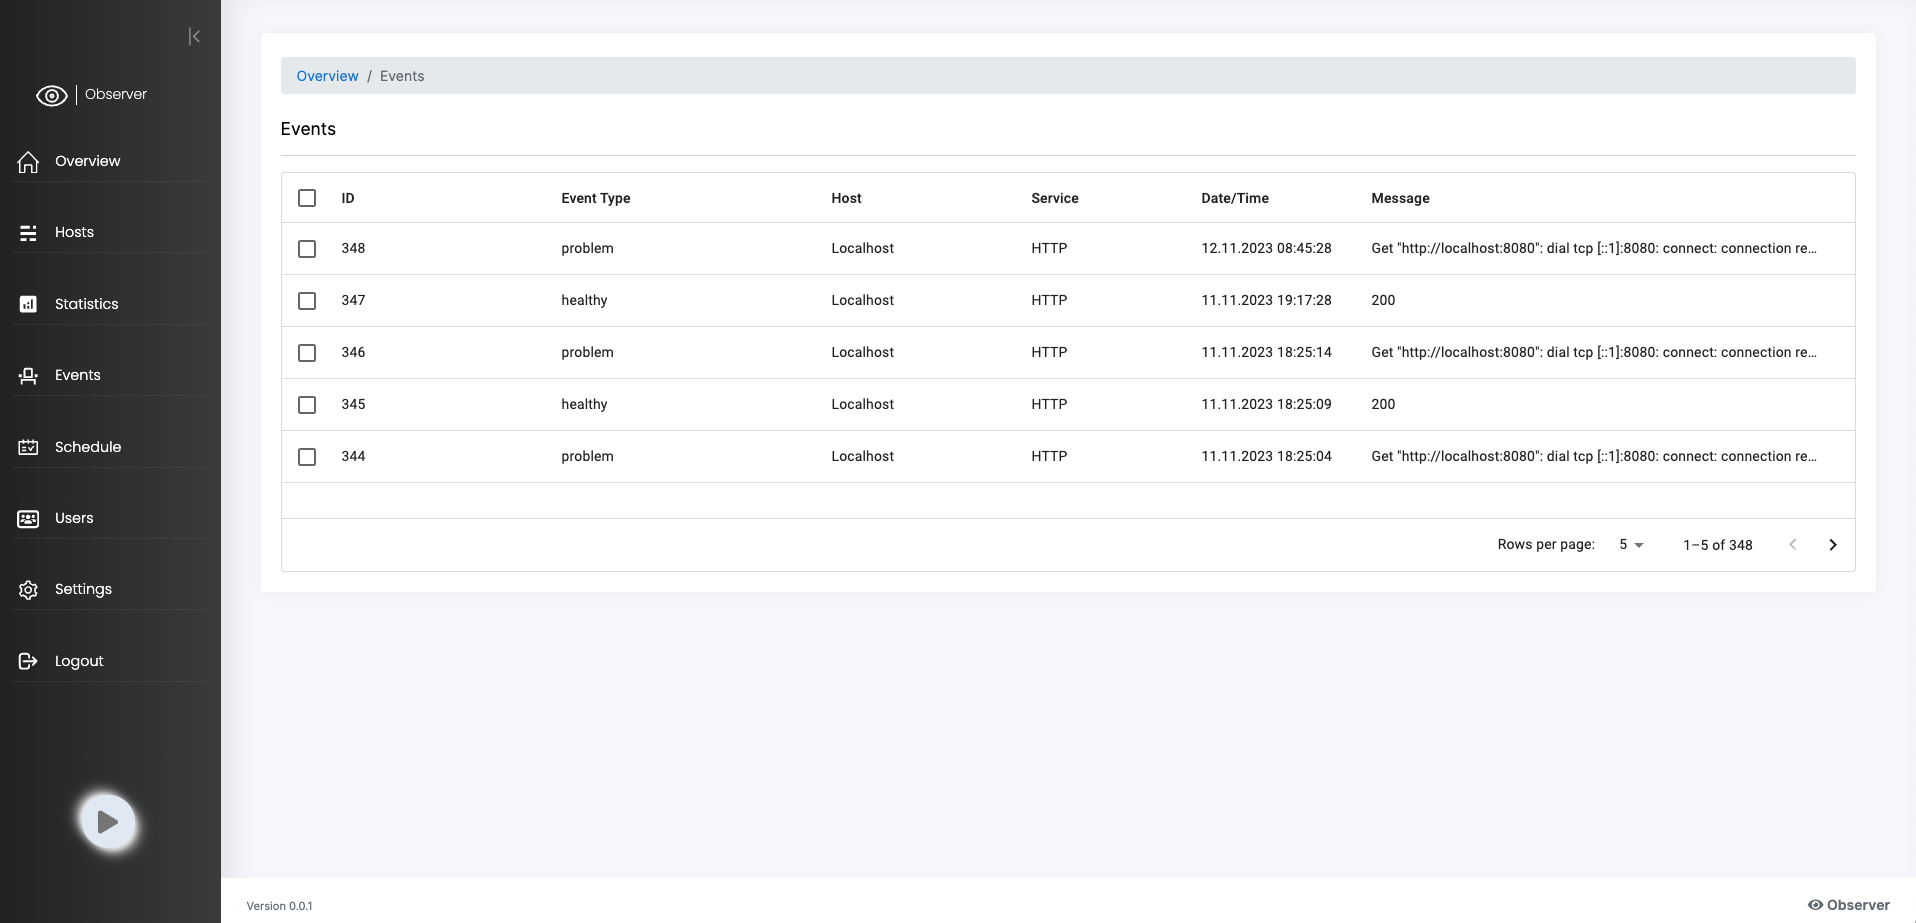 Observer
Overview
Hosts
Statistics
Events
Schedule
Users
Settings
Logout
Overview / Events
Events
ID Event Type Host Service Date/Time Message
348 problem Localhost HTTP 12.11.2023 08:45:28 Get "http://localhost:8080": dial tcp [::1]:8080: connect: connection re...
347 healthy Localhost HTTP 11.11.2023 19:17:28 200
346 problem Localhost HTTP 11.11.2023 18:25:14 Get "http://localhost:8080": dial tcp [::1]:8080: connect: connection re...
345 healthy Localhost HTTP 11.11.2023 18:25:09 200
344 problem Localhost HTTP 11.11.2023 18:25:04 Get "http://localhost:8080": dial tcp [::1]:8080: connect: connection re...
Rows per page: 5 1–5 of 348
Version 0.0.1
Observer